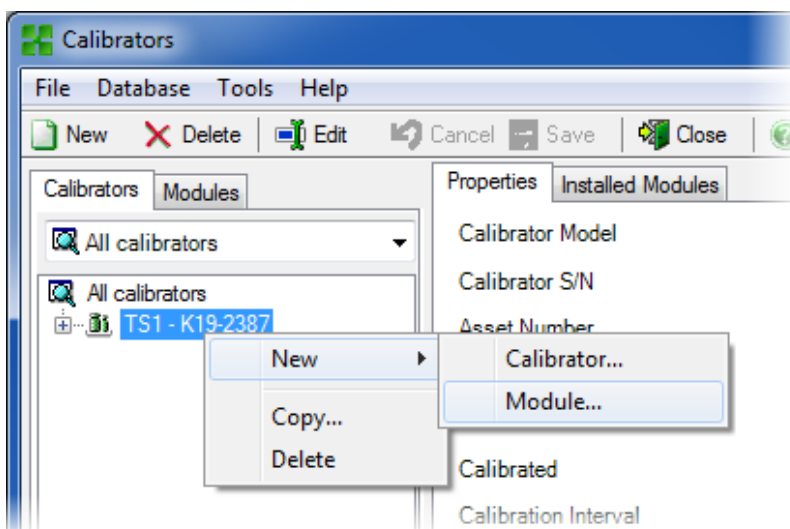 Calibrators
File Database Tools Help
New Delete Edit Cancel Save Close
Calibrators Modules
Properties Installed Modules
All calibrators
Calibrator Model
All calibrators
Calibrator S/N
TS1 - K19-2387
Asset Number
New
Calibrator...
Module...
Copy...
Delete
Calibrated
Calibration Interval